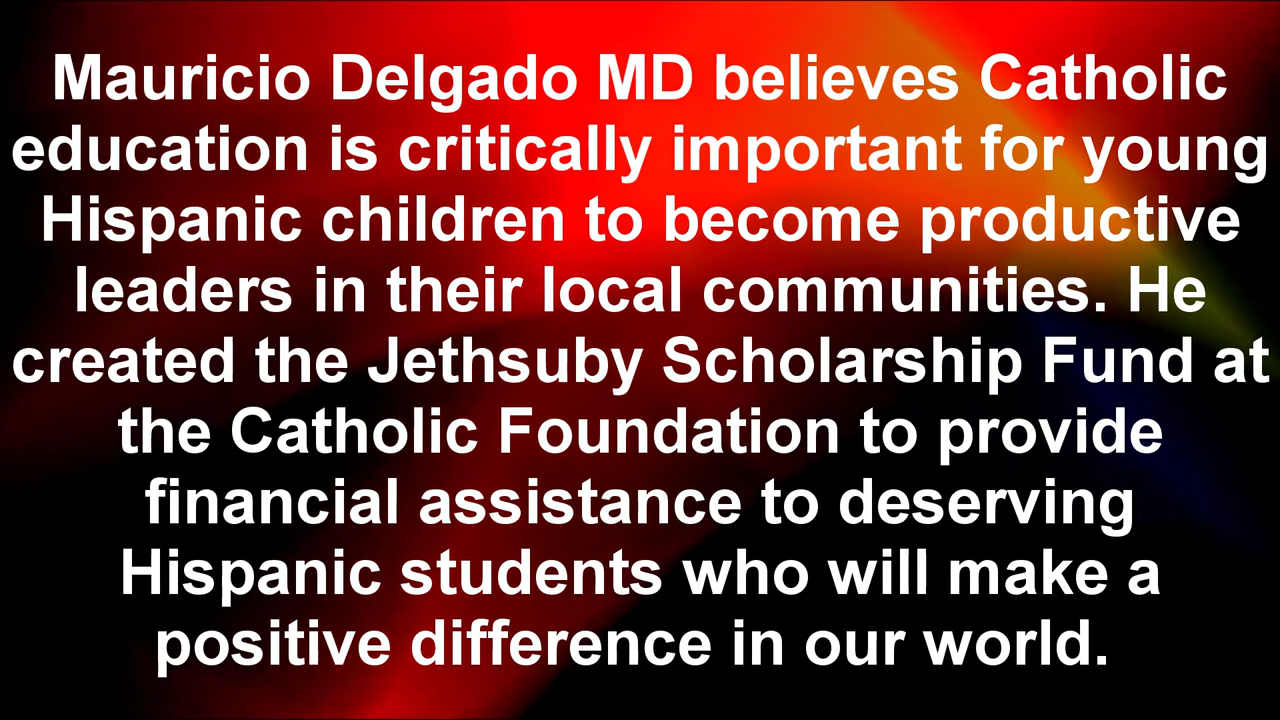 Mauricio Delgado MD believes Catholic
education is critically important for young
Hispanic children to become productive
leaders in their local communities. He
created the Jethsuby Scholarship Fund at
the Catholic Foundation to provide
financial assistance to deserving
Hispanic students who will make a
positive difference in our world.